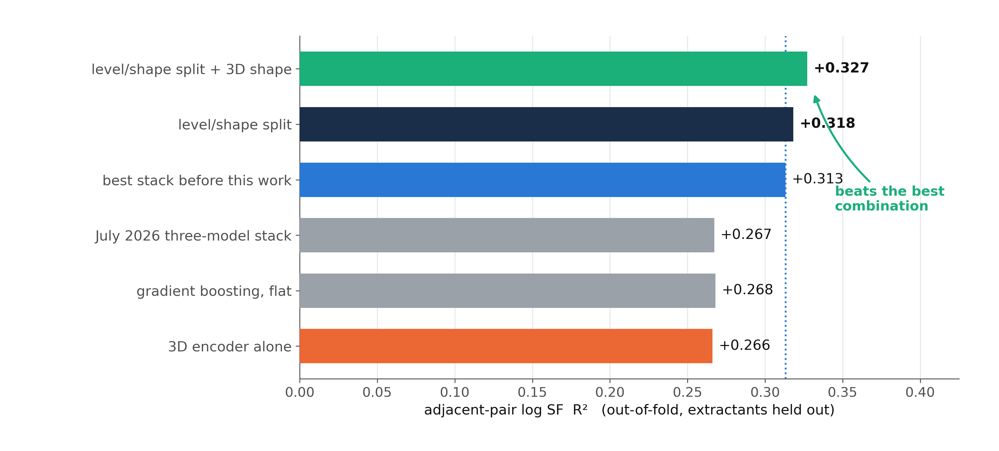 level/shape split + 3D shape
+0.327
level/shape split
+0.318
best stack before this work
+0.313
beats the best
combination
July 2026 three-model stack
+0.267
gradient boosting, flat
+0.268
3D encoder alone
+0.266
0.00 0.05 0.10 0.15 0.20 0.25 0.30 0.35 0.40
adjacent-pair log SF R² (out-of-fold, extractants held out)